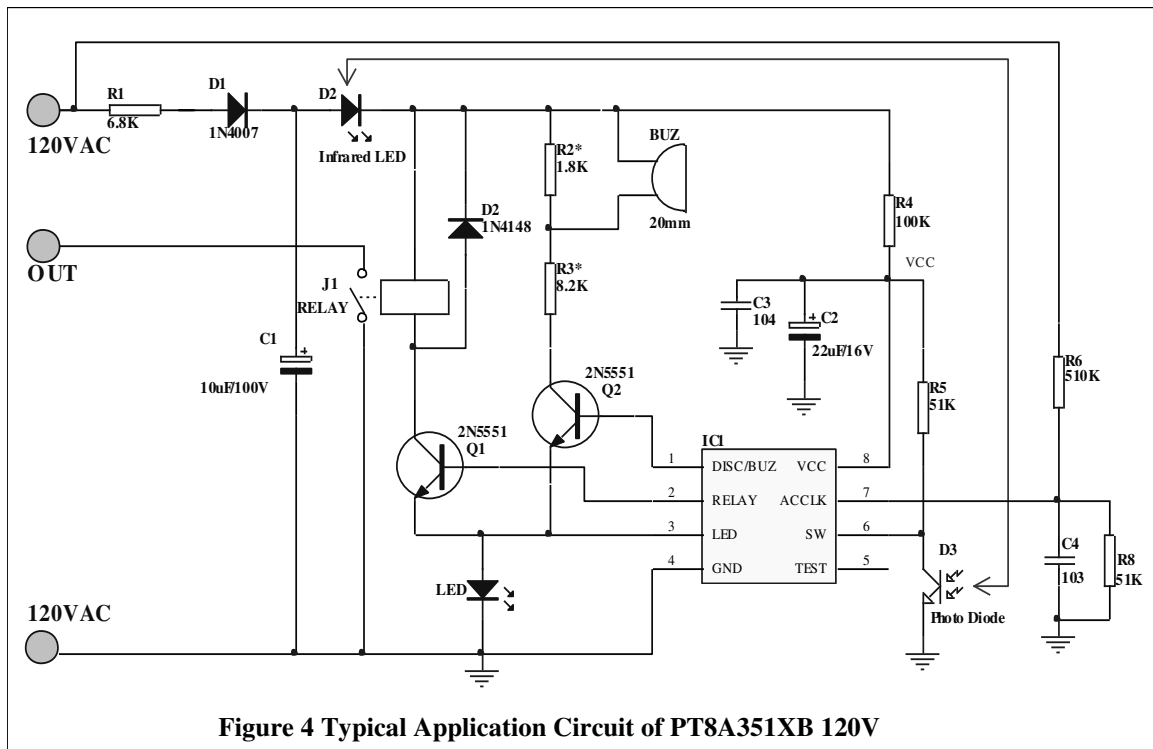 R1
6.8K
120VAC
D1
1N4007
D2
Infrared LED
OUT
J1
RELAY
C1
+
10uF/100V
D2
1N4148
R2*
1.8K
R3*
8.2K
BUZ
20mm
R4
100K
VCC
C3
104
+
C2
22uF/16V
R5
51K
R6
510K
2N5551
Q2
2N5551
Q1
IC1
1
DISC/BUZ
VCC
8
2
RELAY
ACCLK
7
3
LED
SW
6
4
GND
TEST
5
LED
D3
Photo Diode
C4
103
R8
51K
120VAC
Figure 4 Typical Application Circuit of PT8A351XB 120V